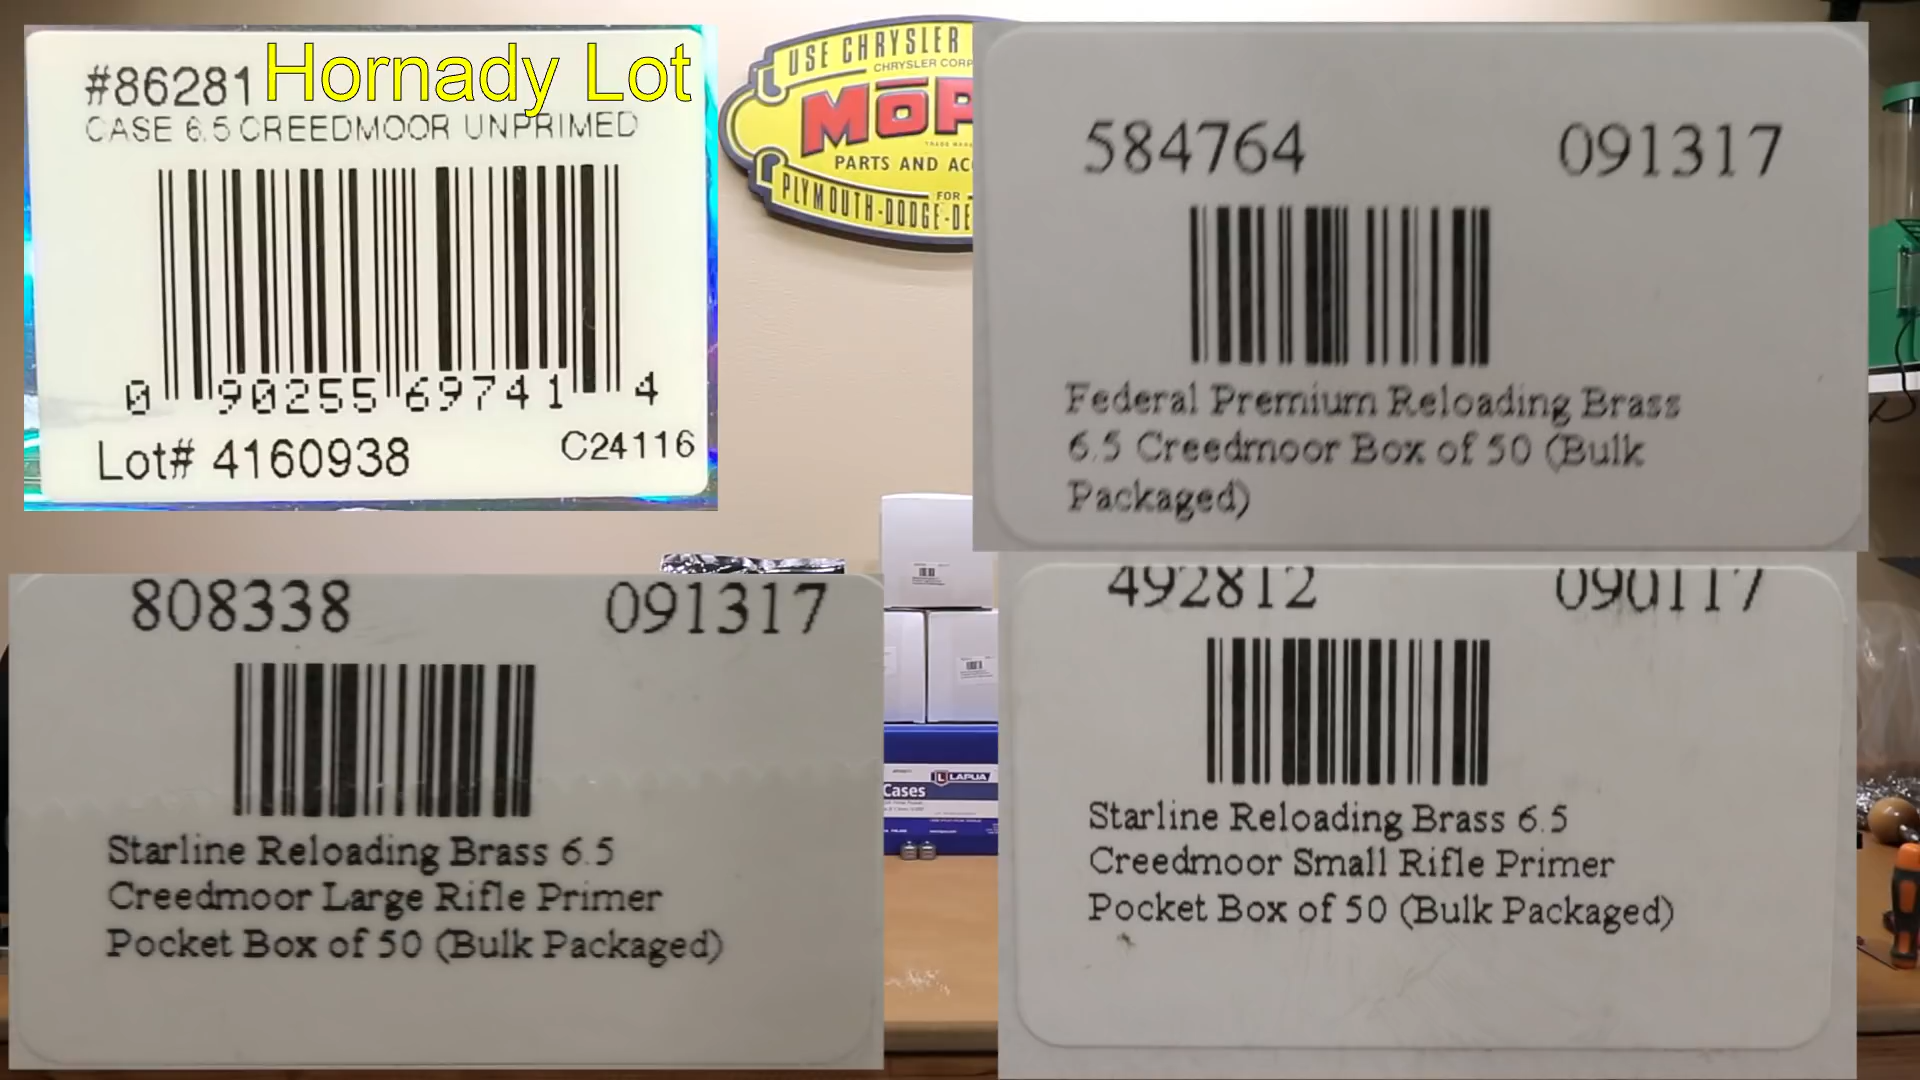 #86281 Hornady Lot
CASE 6.5 CREEDMOOR UNPRIMED
0 90255 69741 4
Lot# 4160938 C24116
USE CHRYSLER
CHRYSLER CORP
MōP
TRADE MARK
PARTS AND AC
FOR
PLYMOUTH-DODGE-DE
584764 091317
Federal Premium Reloading Brass
6.5 Creedmoor Box of 50 (Bulk
Packaged)
808338 091317
Starline Reloading Brass 6.5
Creedmoor Large Rifle Primer
Pocket Box of 50 (Bulk Packaged)
LAPUA
Cases
492812 090117
Starline Reloading Brass 6.5
Creedmoor Small Rifle Primer
Pocket Box of 50 (Bulk Packaged)